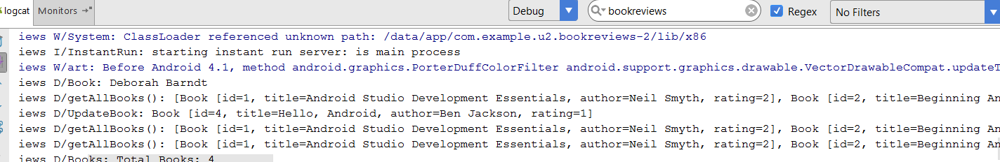 logcat Monitors Debug bookreviews Regex No Filters
iews W/System: ClassLoader referenced unknown path: /data/app/com.example.u2.bookreviews-2/lib/x86
iews I/InstantRun: starting instant run server: is main process
iews W/art: Before Android 4.1, method android.graphics.PorterDuffColorFilter android.support.graphics.drawable.VectorDrawableCompat.updateT
iews D/Book: Deborah Barndt
iews D/getAllBooks(): [Book [id=1, title=Android Studio Development Essentials, author=Neil Smyth, rating=2], Book [id=2, title=Beginning An
iews D/UpdateBook: Book [id=4, title=Hello, Android, author=Ben Jackson, rating=1]
iews D/getAllBooks(): [Book [id=1, title=Android Studio Development Essentials, author=Neil Smyth, rating=2], Book [id=2, title=Beginning An
iews D/getAllBooks(): [Book [id=1, title=Android Studio Development Essentials, author=Neil Smyth, rating=2], Book [id=2, title=Beginning An
iews D/Books: Total Books: 4